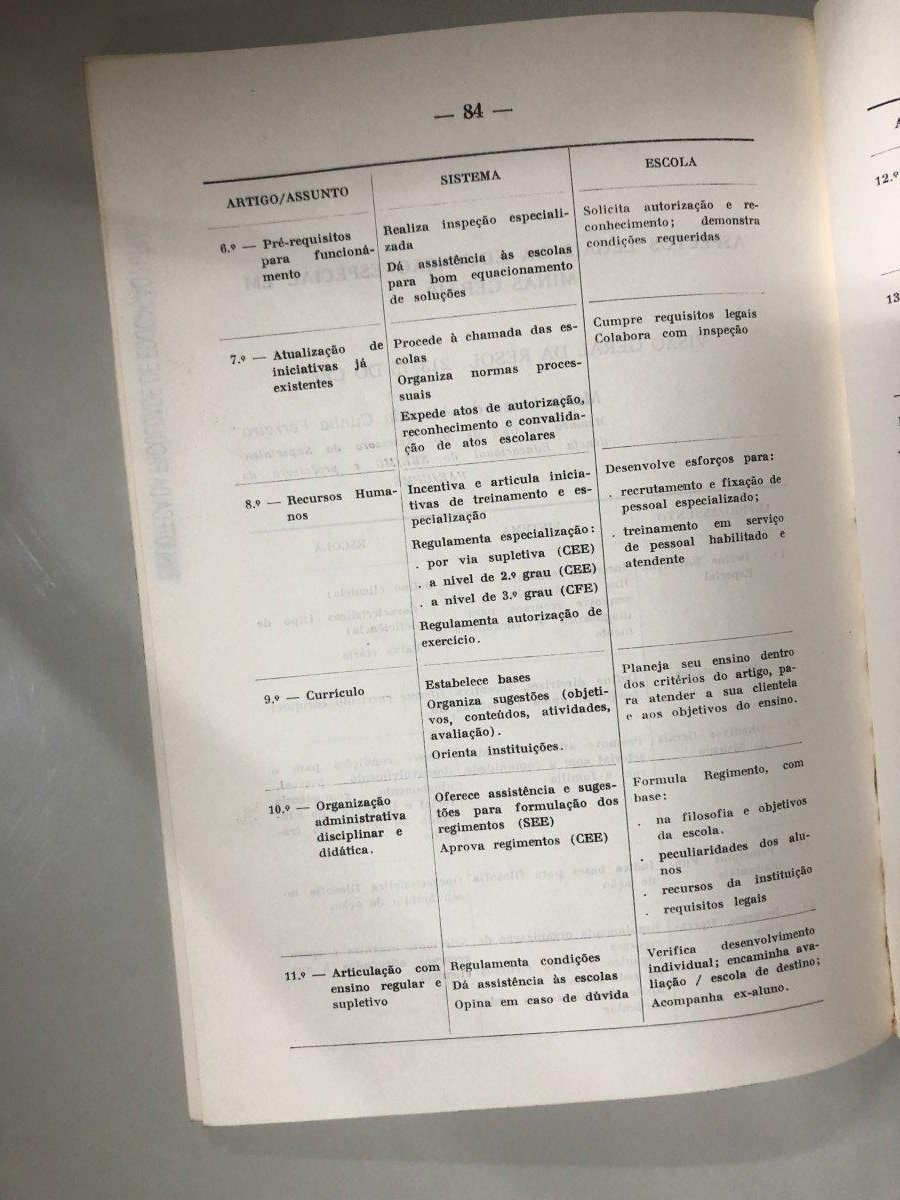 — 84 —
ARTIGO/ASSUNTO
SISTEMA
ESCOLA
6.º — Pré-requisitos
para funcioná-
mento
Realiza inspeção especiali-
zada
Dá assistência às escolas
para bom equacionamento
de soluções
Solicita autorização e re-
conhecimento; demonstra
condições requeridas
7.º — Atualização de
iniciativas já
existentes
Procede à chamada das es-
colas
Organiza normas proces-
suais
Expede atos de autorização,
reconhecimento e convalida-
ção de atos escolares
Cumpre requisitos legais
Colabora com inspeção
8.º — Recursos Huma-
nos
Incentiva e articula inicia-
tivas de treinamento e es-
pecialização
Regulamenta especialização:
. por via supletiva (CEE)
. a nível de 2.º grau (CEE)
. a nível de 3.º grau (CFE)
Regulamenta autorização de
exercício.
Desenvolve esforços para:
. recrutamento e fixação de
pessoal especializado;
. treinamento em serviço
de pessoal habilitado e
atendente
9.º — Currículo
Estabelece bases
Organiza sugestões (objeti-
vos, conteúdos, atividades,
avaliação).
Orienta instituições.
Planeja seu ensino dentro
dos critérios do artigo, pa-
ra atender a sua clientela
e aos objetivos do ensino.
10.º — Organização
administrativa
disciplinar e
didática.
Oferece assistência e suges-
tões para formulação dos
regimentos (SEE)
Aprova regimentos (CEE)
Formula Regimento, com
base:
. na filosofia e objetivos
da escola.
. peculiaridades dos alu-
nos
. recursos da instituição
. requisitos legais
11.º — Articulação com
ensino regular e
supletivo
Regulamenta condições
Dá assistência às escolas
Opina em caso de dúvida
Verifica desenvolvimento
individual; encaminha ava-
liação / escola de destino;
Acompanha ex-aluno.
A
12.º
13